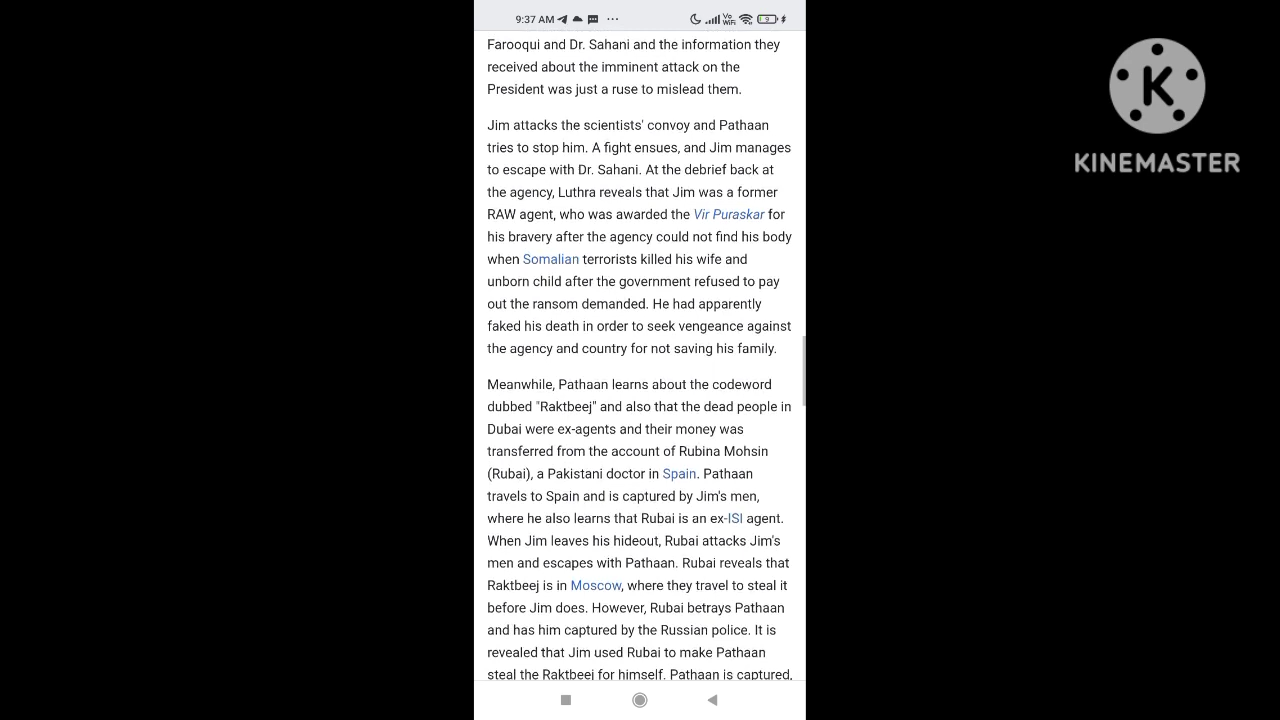 9:37 AM
Vo
WiFi
9
Farooqui and Dr. Sahani and the information they
received about the imminent attack on the
President was just a ruse to mislead them.
Jim attacks the scientists' convoy and Pathaan
tries to stop him. A fight ensues, and Jim manages
to escape with Dr. Sahani. At the debrief back at
the agency, Luthra reveals that Jim was a former
RAW agent, who was awarded the Vir Puraskar for
his bravery after the agency could not find his body
when Somalian terrorists killed his wife and
unborn child after the government refused to pay
out the ransom demanded. He had apparently
faked his death in order to seek vengeance against
the agency and country for not saving his family.
Meanwhile, Pathaan learns about the codeword
dubbed "Raktbeej" and also that the dead people in
Dubai were ex-agents and their money was
transferred from the account of Rubina Mohsin
(Rubai), a Pakistani doctor in Spain. Pathaan
travels to Spain and is captured by Jim's men,
where he also learns that Rubai is an ex-ISI agent.
When Jim leaves his hideout, Rubai attacks Jim's
men and escapes with Pathaan. Rubai reveals that
Raktbeej is in Moscow, where they travel to steal it
before Jim does. However, Rubai betrays Pathaan
and has him captured by the Russian police. It is
revealed that Jim used Rubai to make Pathaan
steal the Raktbeej for himself. Pathaan is captured,
K
KINEMASTER